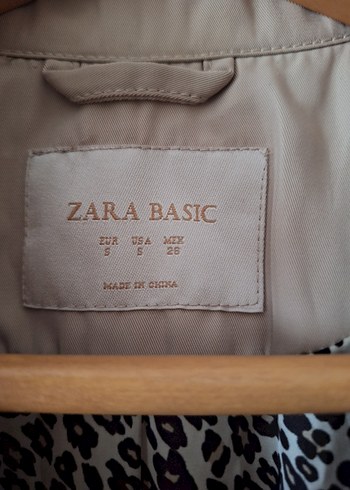 ZARA BASIC
EUR USA MEX
S S 26
MADE IN CHINA